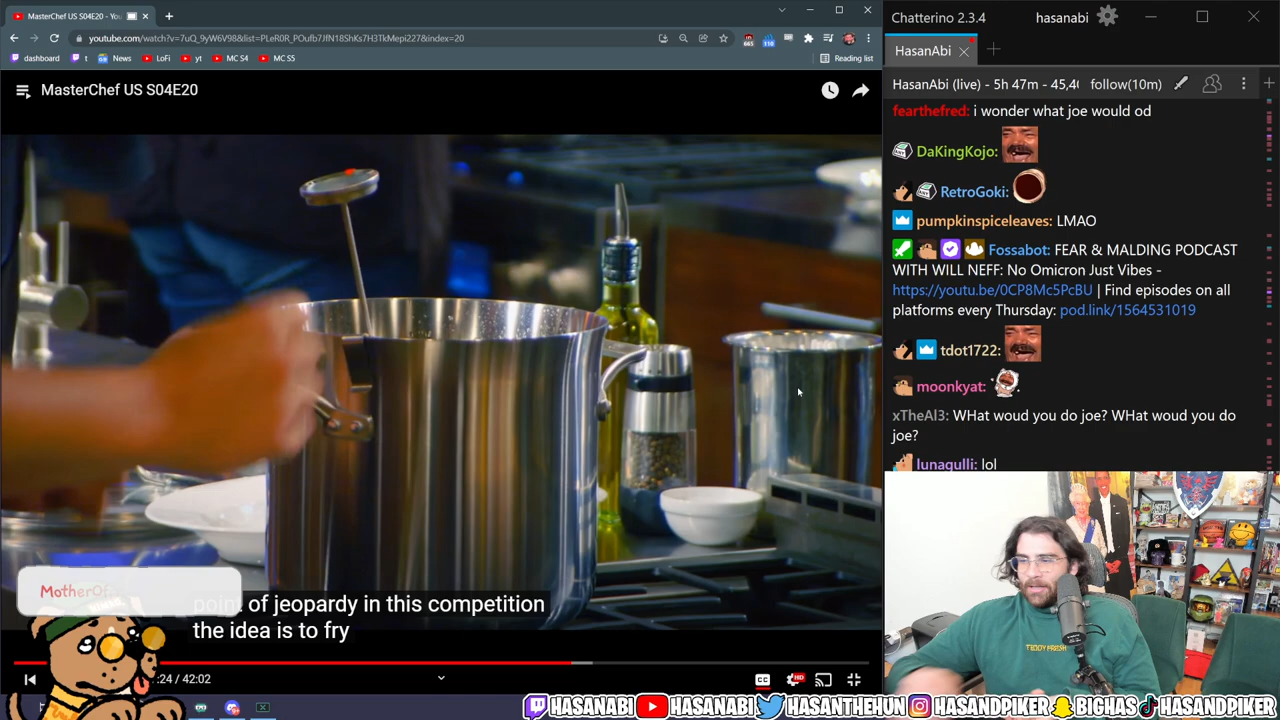 MasterChef US S04E20 - You
youtube.com/watch?v=7uQ_9yW6V98&list=PLeR0R_POufb7JfN18ShKs7H3TkMepi227&index=20
665
110
dashboard
t
News
LoFi
yt
MC S4
MC S5
Reading list
MasterChef US S04E20
MotherOf
point of jeopardy in this competition
the idea is to fry
:24 / 42:02
CC
HD
Chatterino 2.3.4
hasanabi
HasanAbi
HasanAbi (live) - 5h 47m - 45,4
follow(10m)
fearthefred: i wonder what joe would od
DaKingKojo:
RetroGoki:
pumpkinspiceleaves: LMAO
Fossabot: FEAR & MALDING PODCAST
WITH WILL NEFF: No Omicron Just Vibes -
https://youtu.be/0CP8Mc5PcBU | Find episodes on all
platforms every Thursday: pod.link/1564531019
tdot1722:
moonkyat:
xTheAl3: WHat woud you do joe? WHat woud you do
joe?
lunagulli: lol
TEDDY FRESH
HASANABI
HASANABI
HASANTHEHUN
HASANDPIKER
BIGHAS
HASANDPIKER